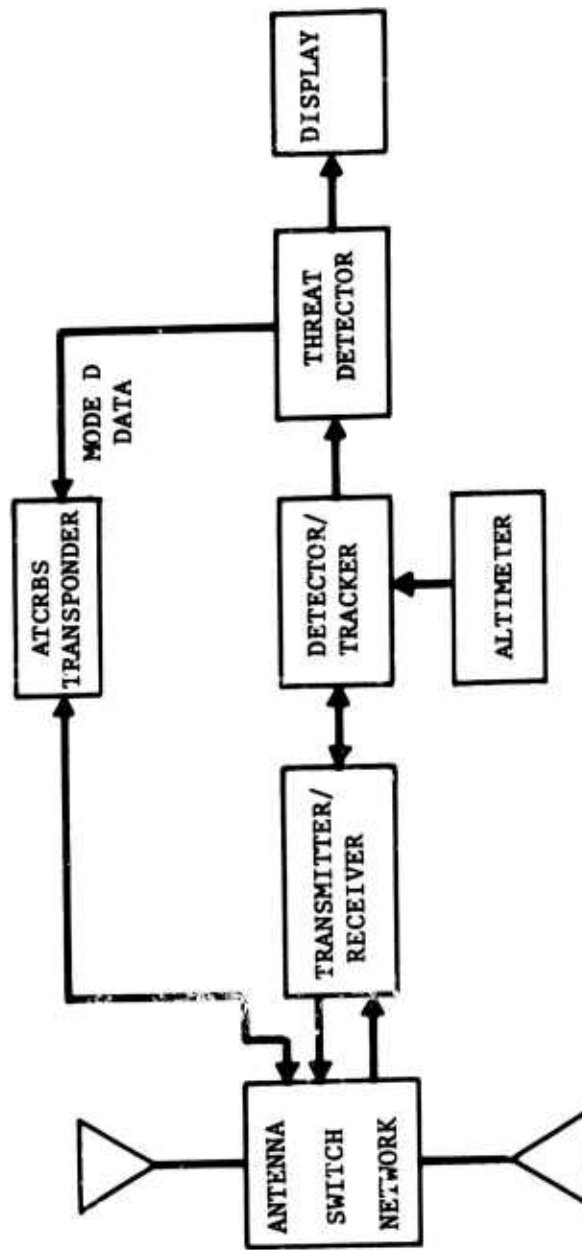 ANTENNA
SWITCH
NETWORK
TRANSMITTER/
RECEIVER
DETECTOR/
TRACKER
ALTIMETER
ATCRBS
TRANSPONDER
MODE D
DATA
THREAT
DETECTOR
DISPLAY